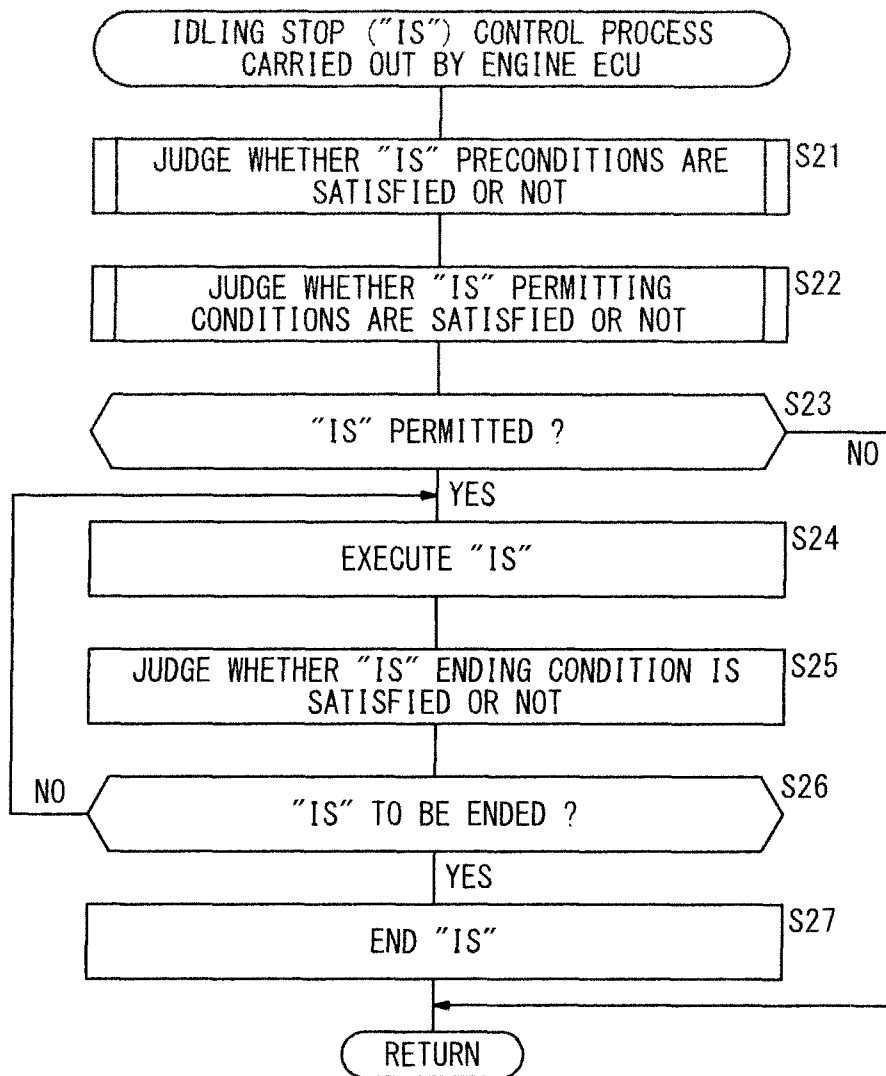 IDLING STOP ("IS") CONTROL PROCESS
CARRIED OUT BY ENGINE ECU
JUDGE WHETHER "IS" PRECONDITIONS ARE
SATISFIED OR NOT
S21
JUDGE WHETHER "IS" PERMITTING
CONDITIONS ARE SATISFIED OR NOT
S22
"IS" PERMITTED ?
S23
NO
YES
EXECUTE "IS"
S24
JUDGE WHETHER "IS" ENDING CONDITION IS
SATISFIED OR NOT
S25
NO
"IS" TO BE ENDED ?
S26
YES
END "IS"
S27
RETURN